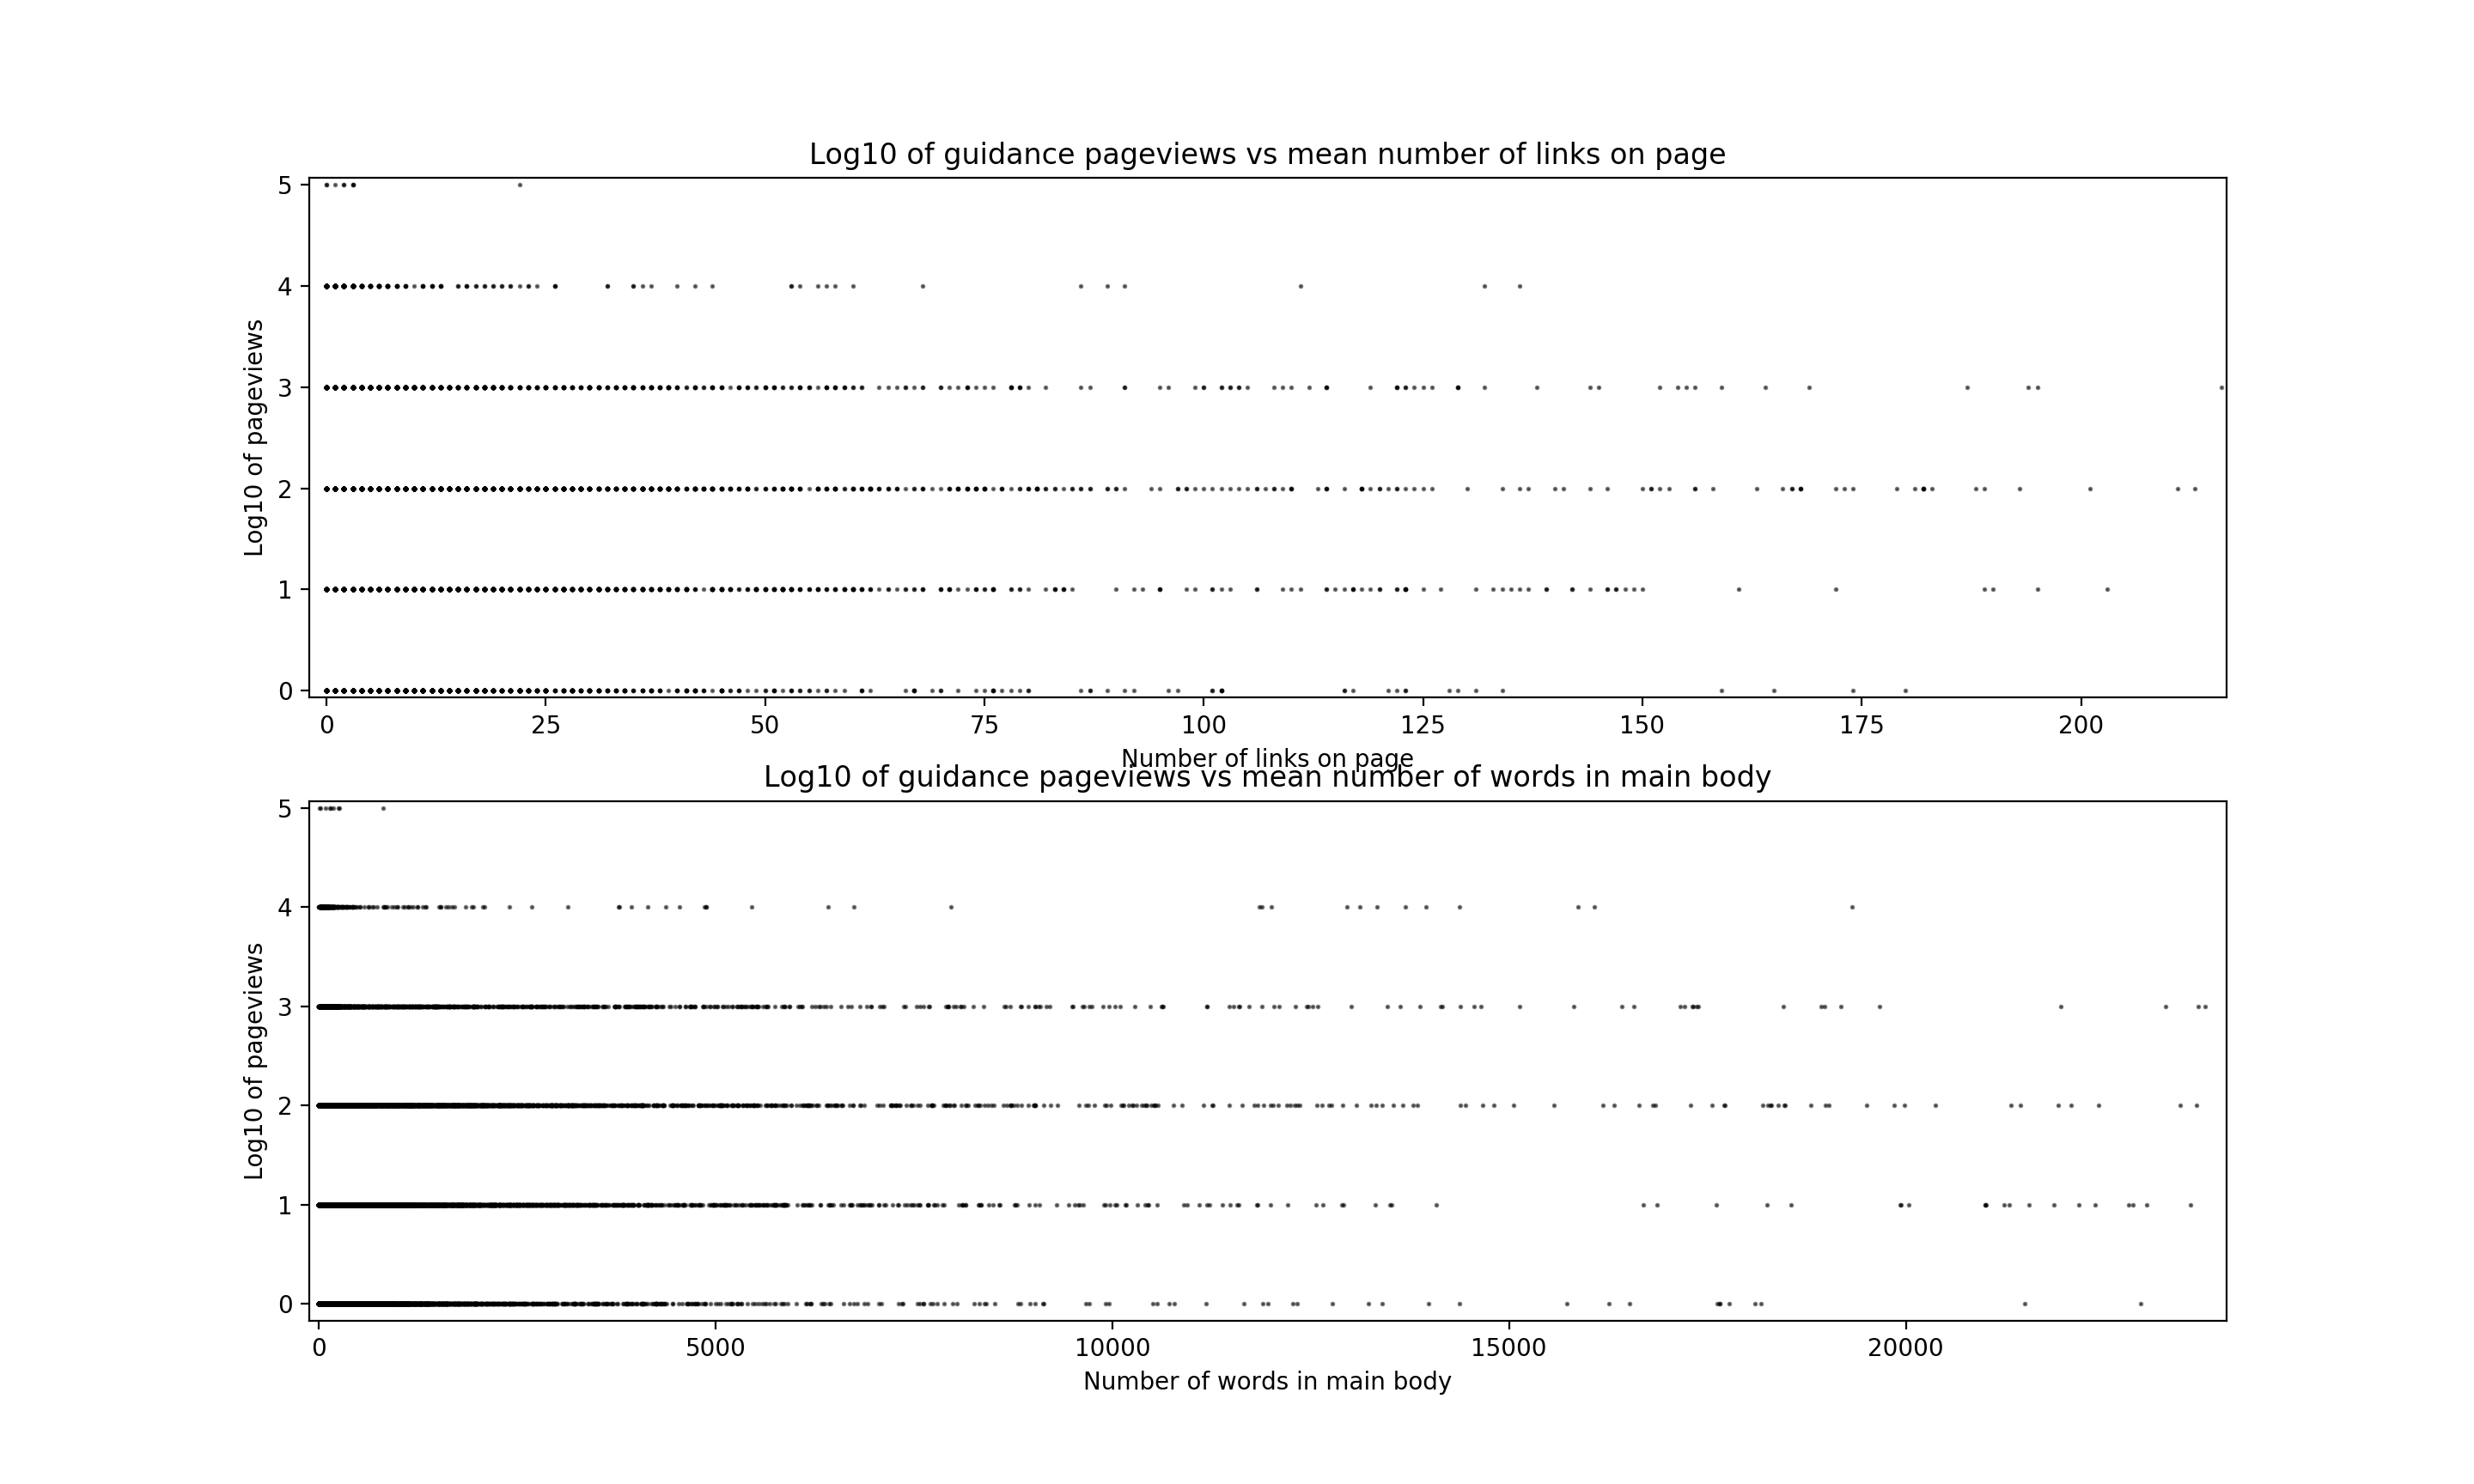 Log10 of guidance pageviews vs mean number of links on page
5
4
3
2
1
0
Log10 of pageviews
0 25 50 75 100 125 150 175 200
Number of links on page
Log10 of guidance pageviews vs mean number of words in main body
5
4
3
2
1
0
Log10 of pageviews
0 5000 10000 15000 20000
Number of words in main body